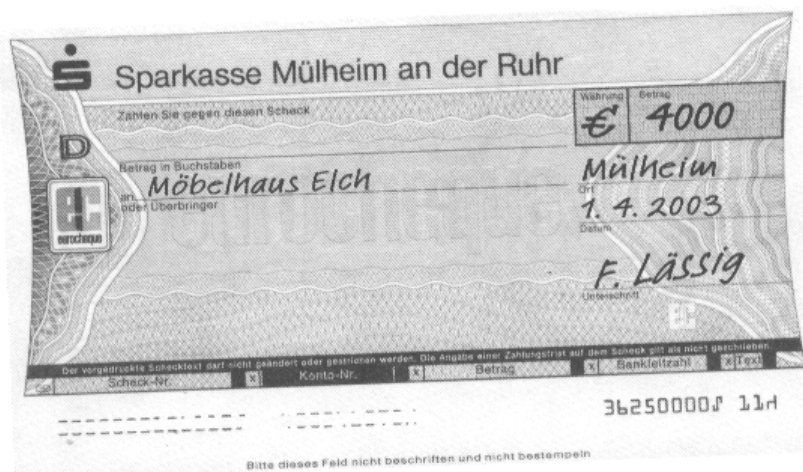 Sparkasse Mülheim an der Ruhr
Zahlen Sie gegen diesen Scheck
Währung Betrag
€ 4000
D
Betrag in Buchstaben
Mülheim
an Möbelhaus Elch
Ort
oder Überbringer
1. 4. 2003
ec
eurocheque
Datum
F. Lässig
Unterschrift
ec
Der vorgedruckte Schecktext darf nicht geändert oder gestrichen werden. Die Angabe einer Zahlungsfrist auf dem Scheck gilt als nicht geschrieben.
Scheck-Nr. x Konto-Nr. x Betrag x Bankleitzahl x Text
36250000⑀ 11⑁
Bitte dieses Feld nicht beschriften und nicht bestempeln